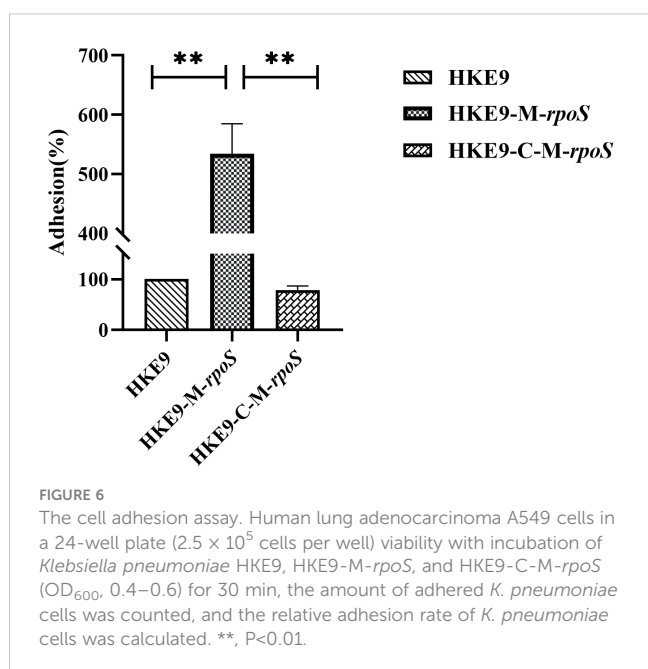 700
600
500
400
100
0
Adhesion(%)
** **
HKE9
HKE9-M-rpoS
HKE9-C-M-rpoS
HKE9
HKE9-M-rpoS
HKE9-C-M-rpoS
FIGURE 6
The cell adhesion assay. Human lung adenocarcinoma A549 cells in
a 24-well plate (2.5 × 10⁵ cells per well) viability with incubation of
Klebsiella pneumoniae HKE9, HKE9-M-rpoS, and HKE9-C-M-rpoS
(OD₆₀₀, 0.4–0.6) for 30 min, the amount of adhered K. pneumoniae
cells was counted, and the relative adhesion rate of K. pneumoniae
cells was calculated. **, P<0.01.